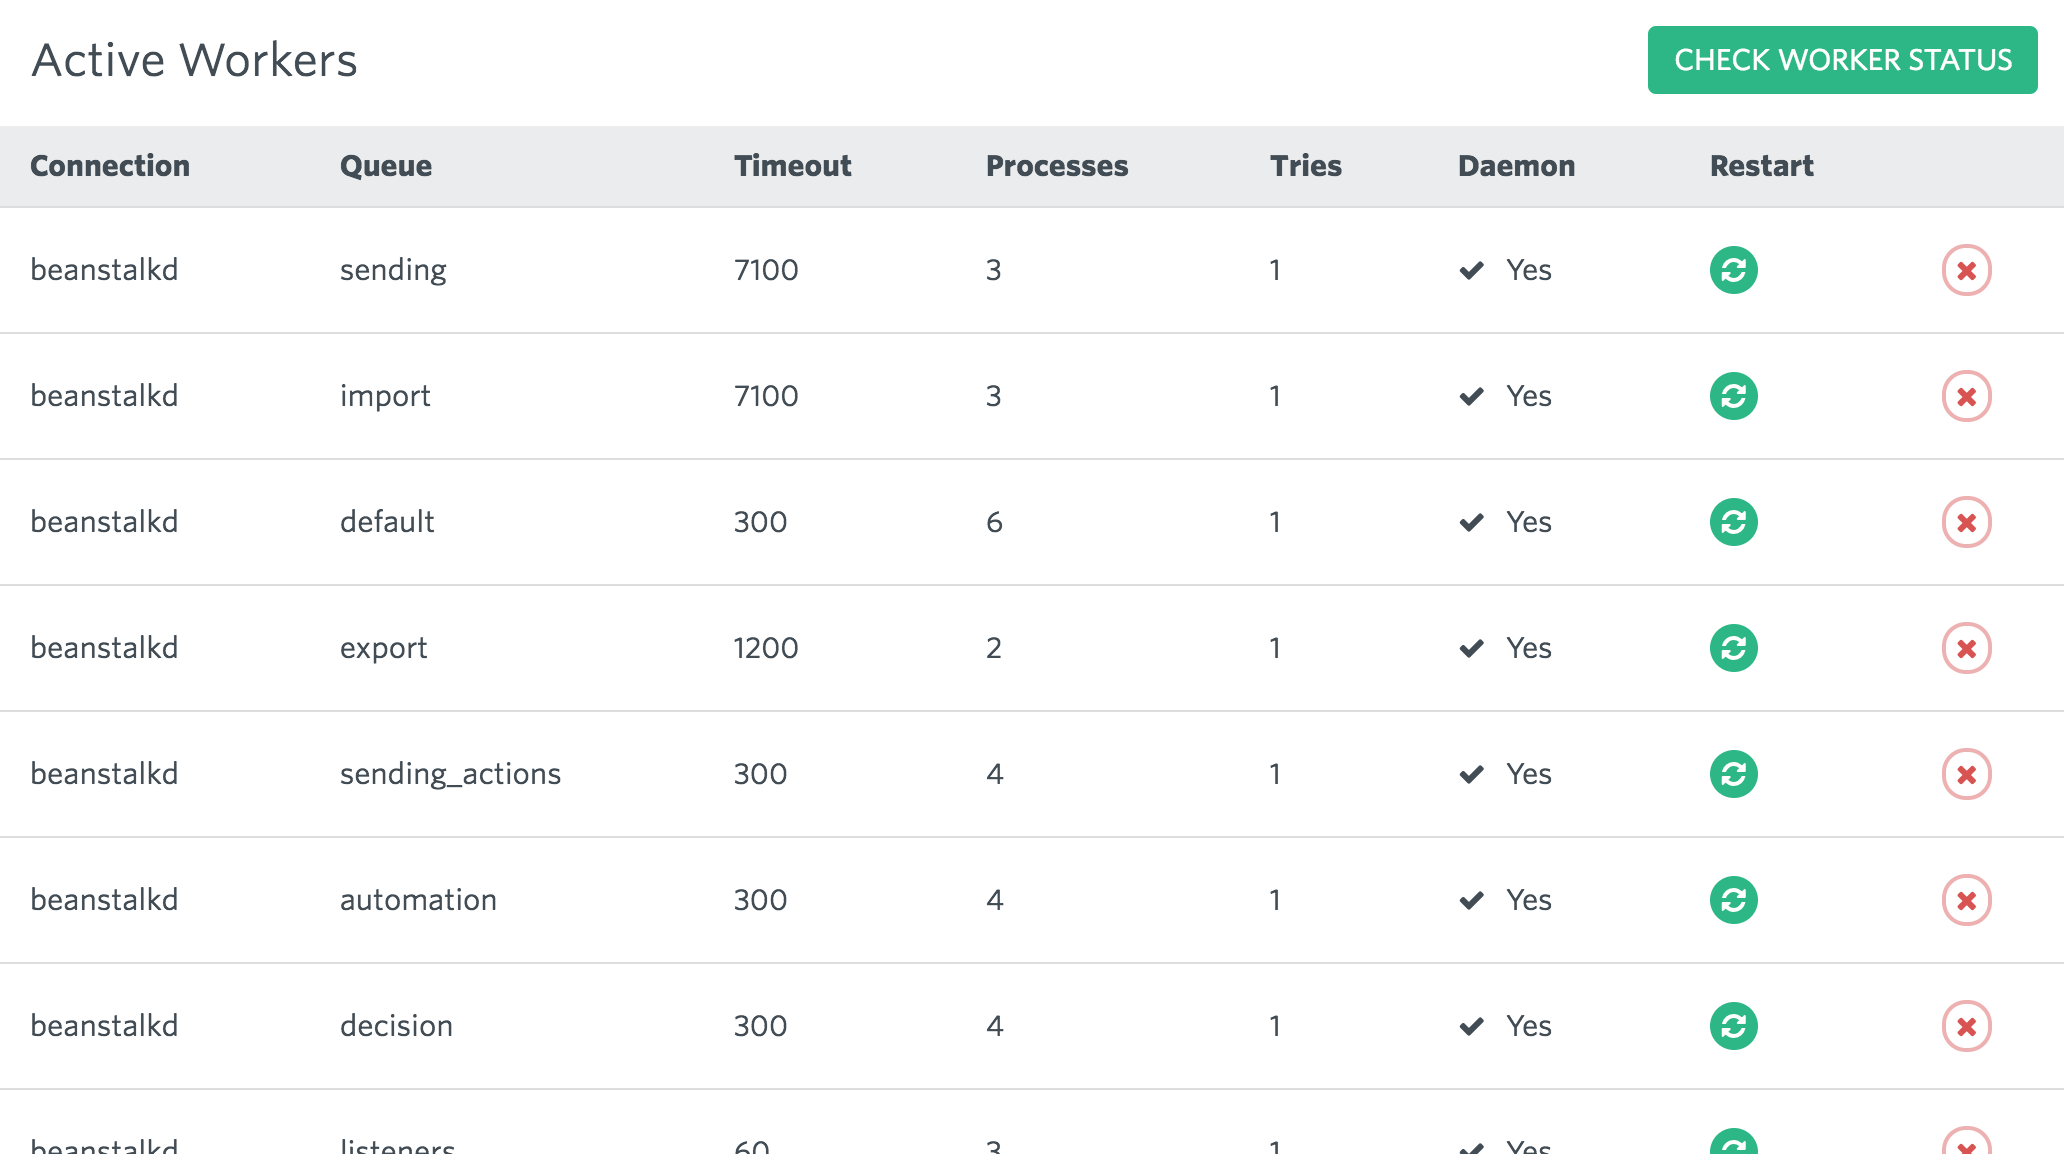 Active Workers
CHECK WORKER STATUS
Connection Queue Timeout Processes Tries Daemon Restart
beanstalkd sending 7100 3 1 Yes
beanstalkd import 7100 3 1 Yes
beanstalkd default 300 6 1 Yes
beanstalkd export 1200 2 1 Yes
beanstalkd sending_actions 300 4 1 Yes
beanstalkd automation 300 4 1 Yes
beanstalkd decision 300 4 1 Yes
beanstalkd listeners 60 3 1 Yes